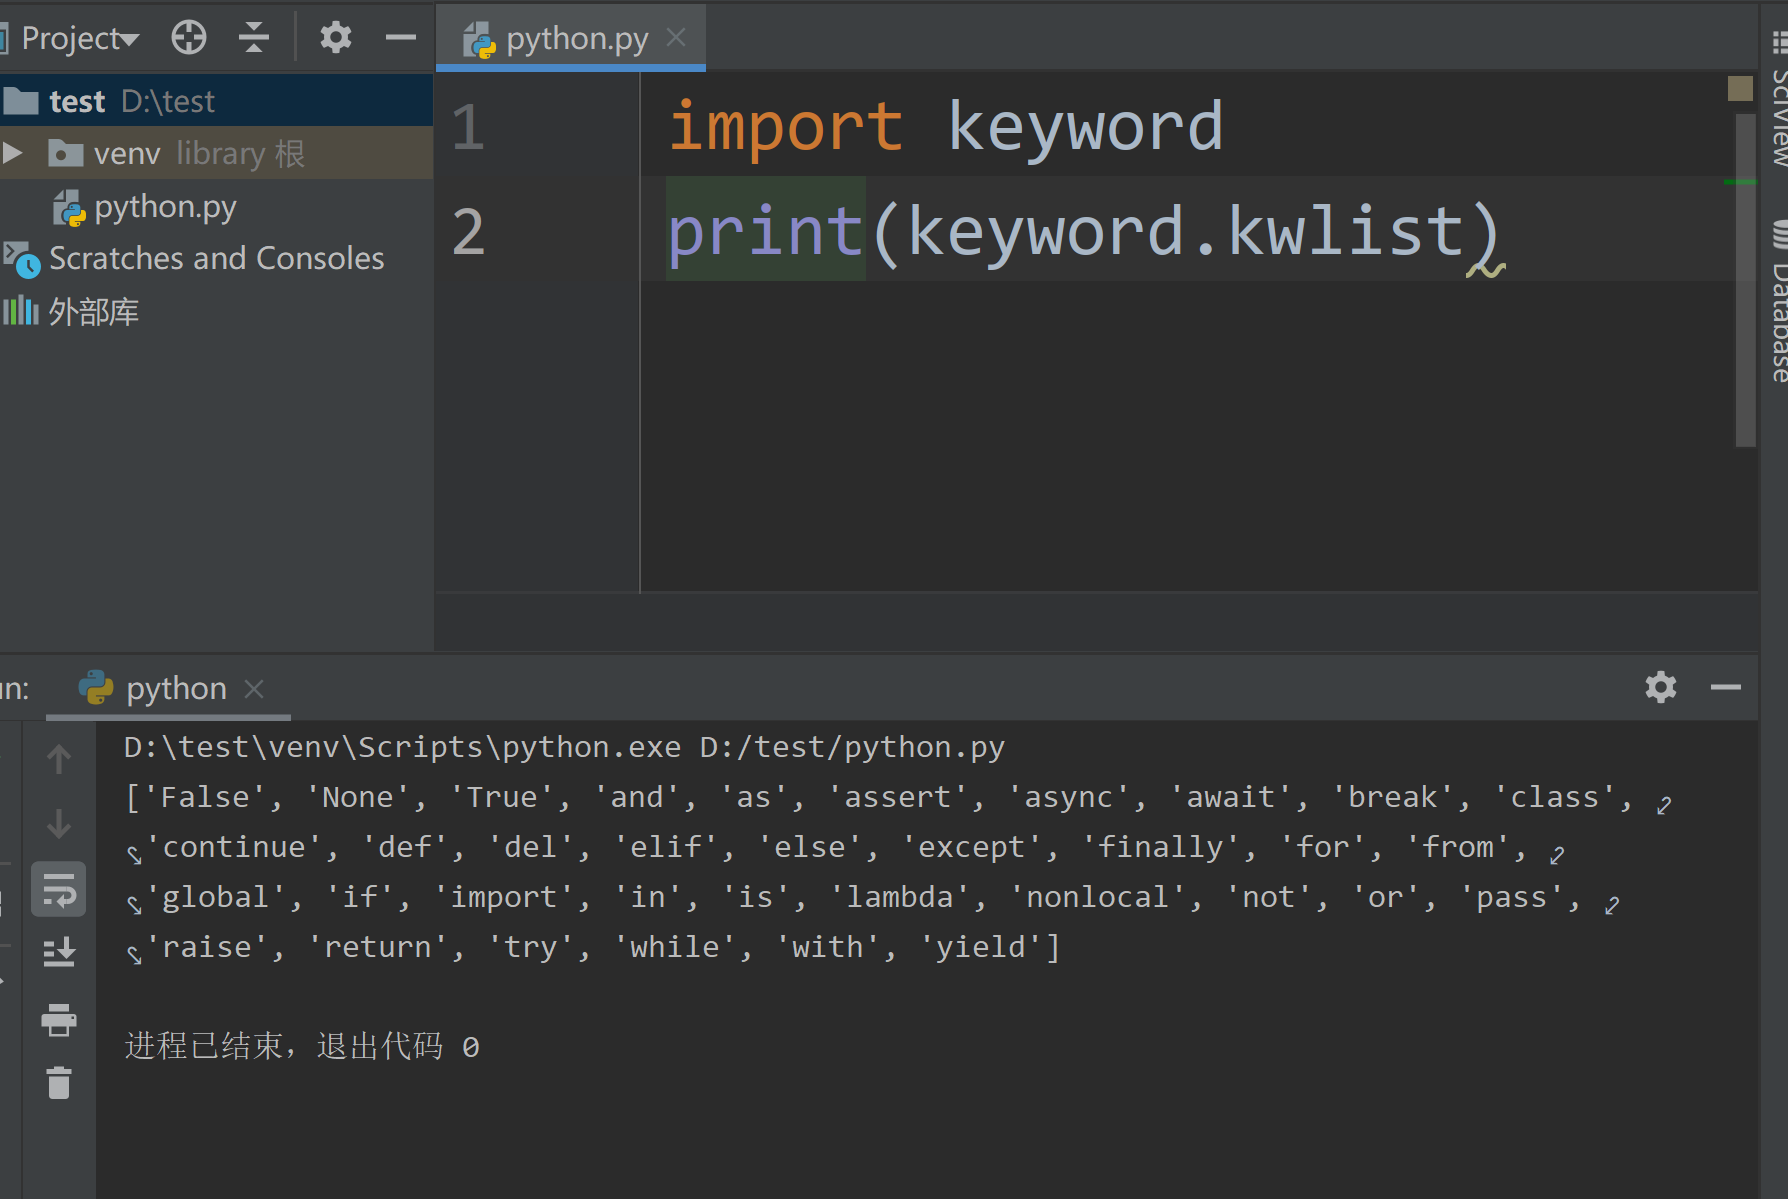 Project
python.py
test D:\test
venv library 根
python.py
Scratches and Consoles
外部库
1 import keyword
2 print(keyword.kwlist)
SciView
Database
un:
python
D:\test\venv\Scripts\python.exe D:/test/python.py
['False', 'None', 'True', 'and', 'as', 'assert', 'async', 'await', 'break', 'class',
'continue', 'def', 'del', 'elif', 'else', 'except', 'finally', 'for', 'from',
'global', 'if', 'import', 'in', 'is', 'lambda', 'nonlocal', 'not', 'or', 'pass',
'raise', 'return', 'try', 'while', 'with', 'yield']
进程已结束，退出代码 0